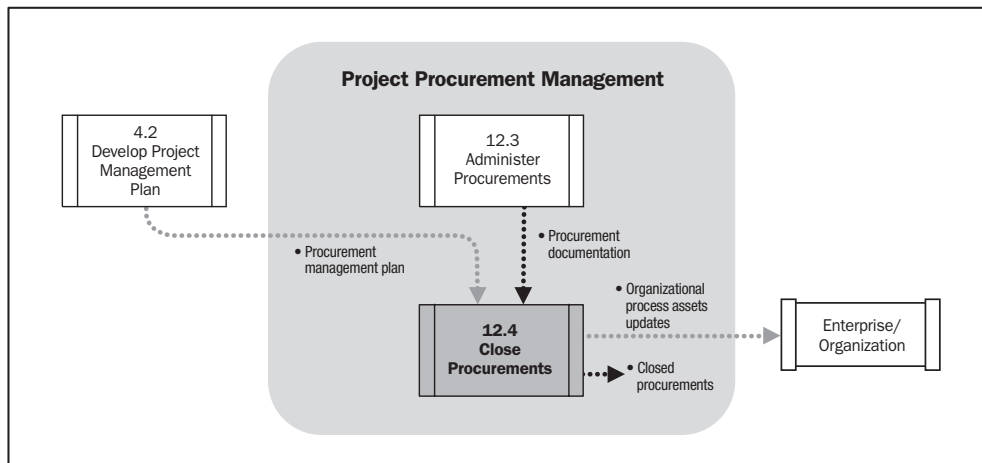 Project Procurement Management
4.2
Develop Project
Management
Plan
12.3
Administer
Procurements
• Procurement
management plan
• Procurement
documentation
• Organizational
process assets
updates
12.4
Close
Procurements
Enterprise/
Organization
• Closed
procurements